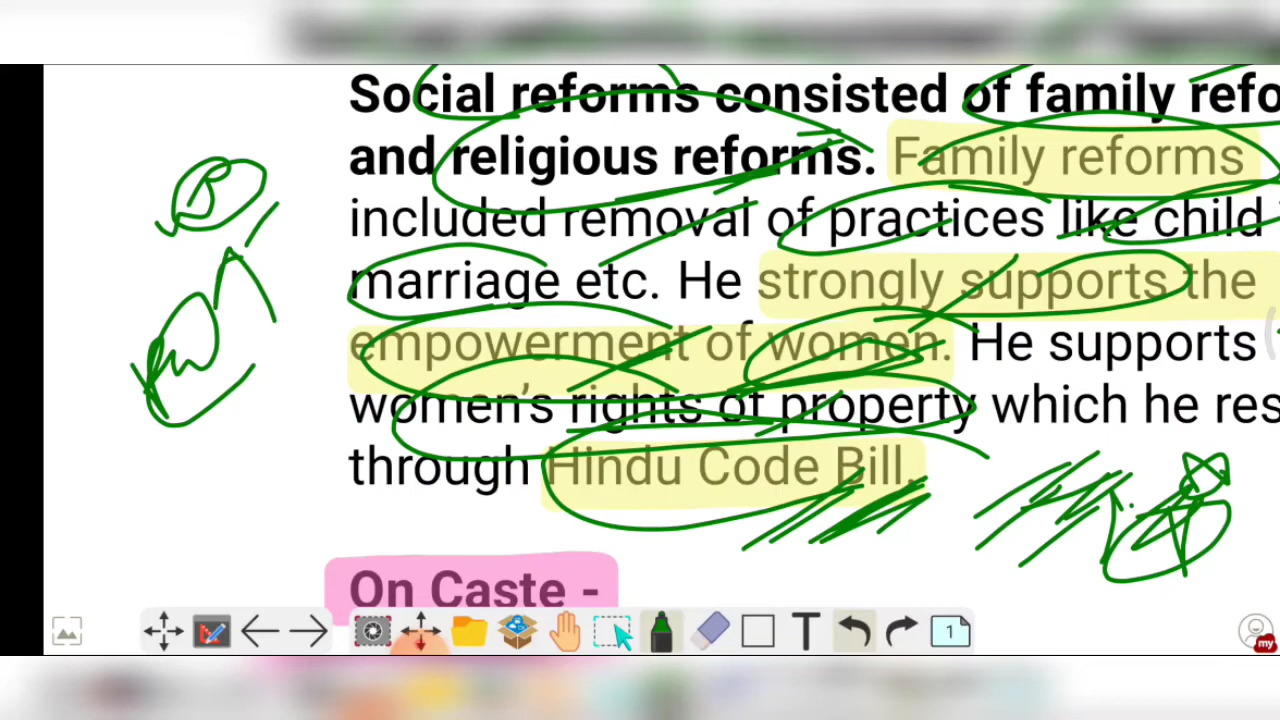 Social reforms consisted of family refo
and religious reforms. Family reforms
included removal of practices like child
marriage etc. He strongly supports the
empowerment of women. He supports
women's rights of property which he res
through Hindu Code Bill.
On Caste -
T
1
my